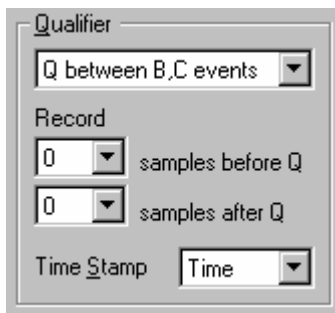 Qualifier
Q between B,C events
Record
0 samples before Q
0 samples after Q
Time Stamp Time